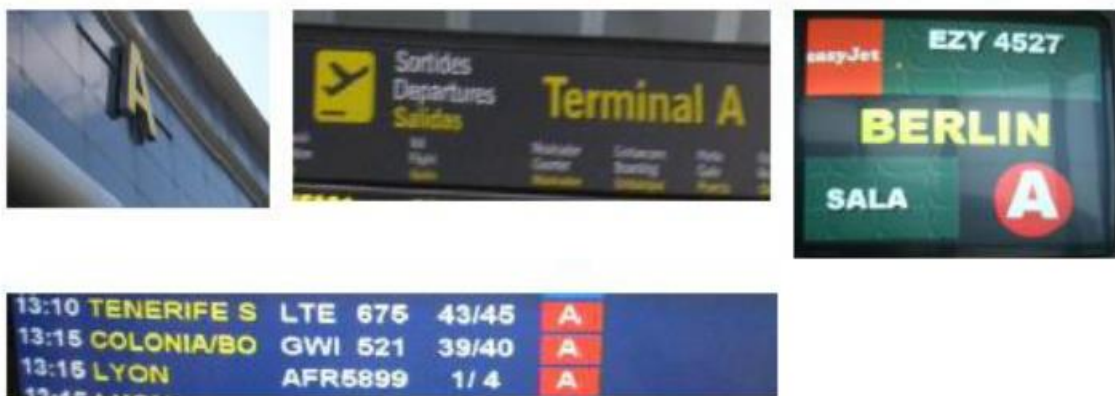 A
Sortides
Departures
Salidas
Terminal A
easyJet
EZY 4527
BERLIN
SALA
A
13:10 TENERIFE S LTE 675 43/45 A
13:15 COLONIA/BO GWI 521 39/40 A
13:15 LYON AFR5899 1/4 A